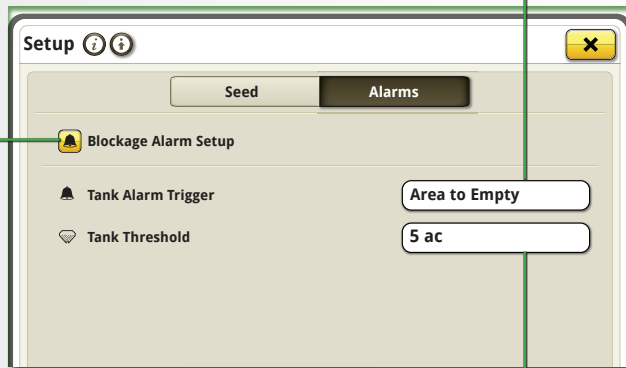 Setup
Seed
Alarms
Blockage Alarm Setup
Tank Alarm Trigger
Area to Empty
Tank Threshold
5 ac